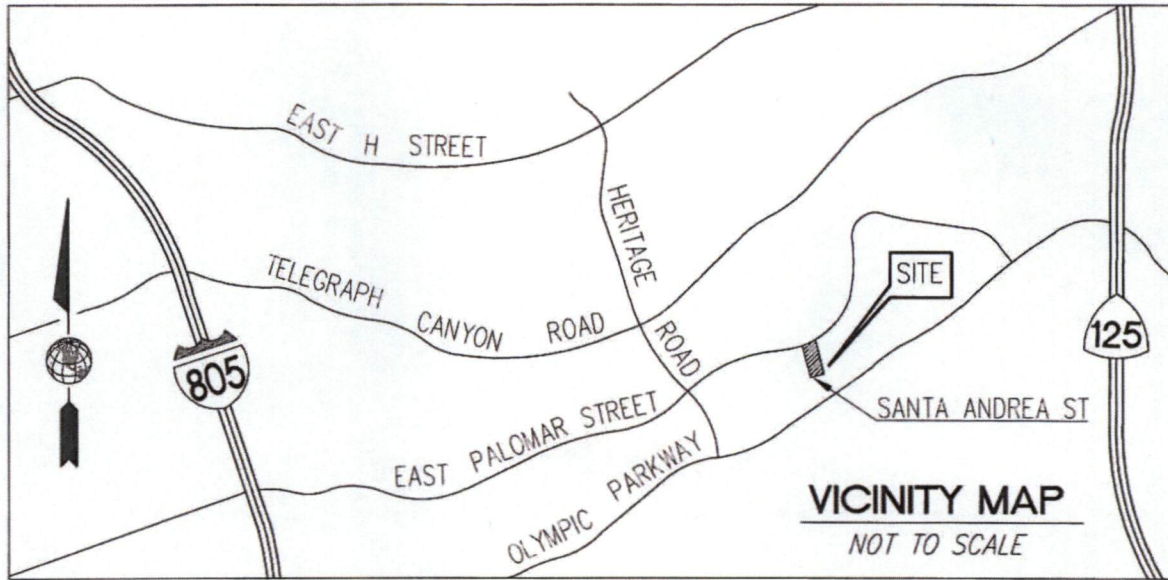 EAST H STREET
HERITAGE ROAD
TELEGRAPH CANYON ROAD
SITE
125
805
SANTA ANDREA ST
EAST PALOMAR STREET
OLYMPIC PARKWAY
VICINITY MAP
NOT TO SCALE